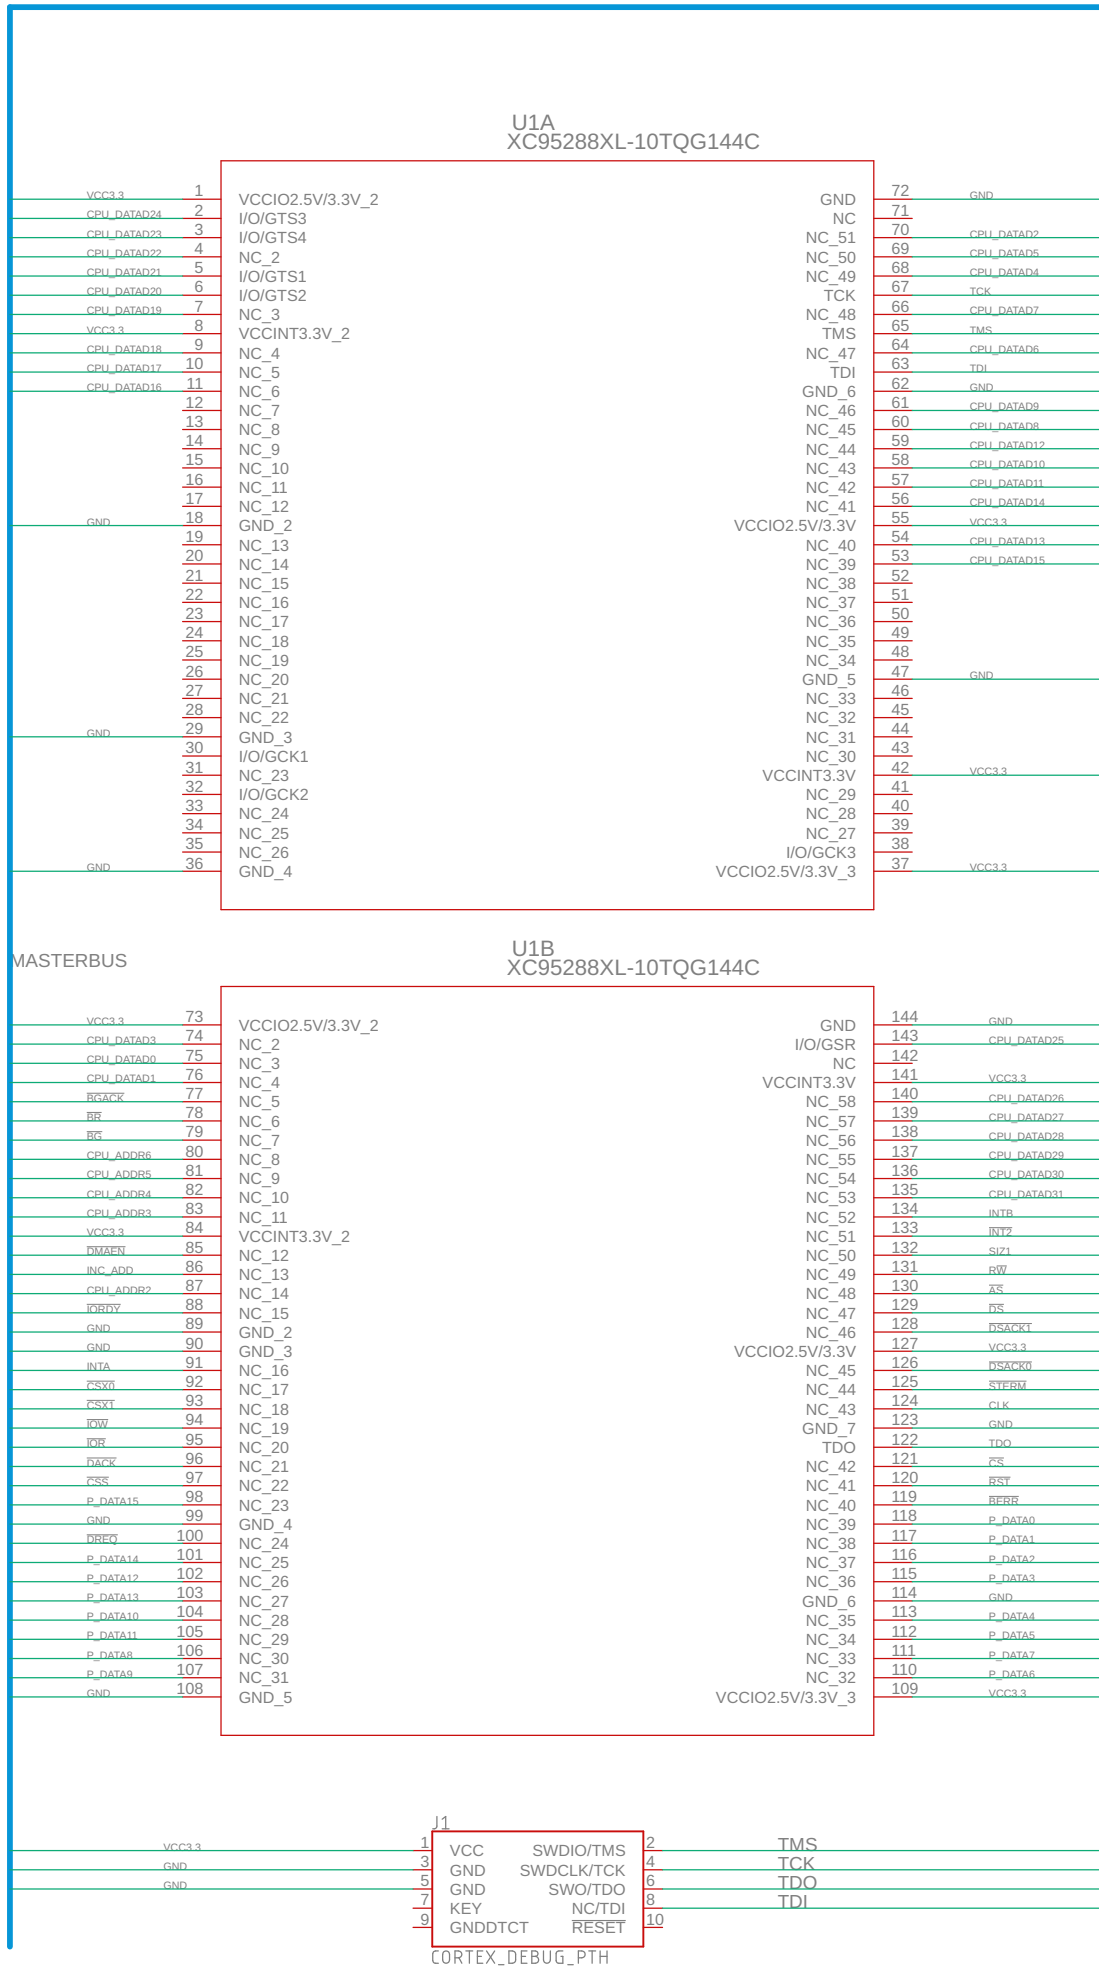 U1A
XC95288XL-10TQG144C
VCC3.3 1 VCCIO2.5V/3.3V_2 GND 72 GND
CPU_DATAD24 2 I/O/GTS3 NC 71
CPU_DATAD23 3 I/O/GTS4 NC_51 70 CPU_DATAD2
CPU_DATAD22 4 NC_2 NC_50 69 CPU_DATAD5
CPU_DATAD21 5 I/O/GTS1 NC_49 68 CPU_DATAD4
CPU_DATAD20 6 I/O/GTS2 TCK 67 TCK
CPU_DATAD19 7 NC_3 NC_48 66 CPU_DATAD7
VCC3.3 8 VCCINT3.3V_2 TMS 65 TMS
CPU_DATAD18 9 NC_4 NC_47 64 CPU_DATAD6
CPU_DATAD17 10 NC_5 TDI 63 TDI
CPU_DATAD16 11 NC_6 GND_6 62 GND
12 NC_7 NC_46 61 CPU_DATAD9
13 NC_8 NC_45 60 CPU_DATAD8
14 NC_9 NC_44 59 CPU_DATAD12
15 NC_10 NC_43 58 CPU_DATAD10
16 NC_11 NC_42 57 CPU_DATAD11
17 NC_12 NC_41 56 CPU_DATAD14
GND 18 GND_2 VCCIO2.5V/3.3V 55 VCC3.3
19 NC_13 NC_40 54 CPU_DATAD13
20 NC_14 NC_39 53 CPU_DATAD15
21 NC_15 NC_38 52
22 NC_16 NC_37 51
23 NC_17 NC_36 50
24 NC_18 NC_35 49
25 NC_19 NC_34 48
26 NC_20 GND_5 47 GND
27 NC_21 NC_33 46
28 NC_22 NC_32 45
GND 29 GND_3 NC_31 44
30 I/O/GCK1 NC_30 43
31 NC_23 VCCINT3.3V 42 VCC3.3
32 I/O/GCK2 NC_29 41
33 NC_24 NC_28 40
34 NC_25 NC_27 39
35 NC_26 I/O/GCK3 38
GND 36 GND_4 VCCIO2.5V/3.3V_3 37 VCC3.3
MASTERBUS
U1B
XC95288XL-10TQG144C
VCC3.3 73 VCCIO2.5V/3.3V_2 GND 144 GND
CPU_DATAD3 74 NC_2 I/O/GSR 143 CPU_DATAD25
CPU_DATAD0 75 NC_3 NC 142
CPU_DATAD1 76 NC_4 VCCINT3.3V 141 VCC3.3
BGACK 77 NC_5 NC_58 140 CPU_DATAD26
BR 78 NC_6 NC_57 139 CPU_DATAD27
BG 79 NC_7 NC_56 138 CPU_DATAD28
CPU_ADDR6 80 NC_8 NC_55 137 CPU_DATAD29
CPU_ADDR5 81 NC_9 NC_54 136 CPU_DATAD30
CPU_ADDR4 82 NC_10 NC_53 135 CPU_DATAD31
CPU_ADDR3 83 NC_11 NC_52 134 INTB
VCC3.3 84 VCCINT3.3V_2 NC_51 133 INT2
DMAEN 85 NC_12 NC_50 132 SIZ1
INC_ADD 86 NC_13 NC_49 131 RW
CPU_ADDR2 87 NC_14 NC_48 130 AS
IORDY 88 NC_15 NC_47 129 DS
GND 89 GND_2 NC_46 128 DSACK1
GND 90 GND_3 VCCIO2.5V/3.3V 127 VCC3.3
INTA 91 NC_16 NC_45 126 DSACK0
CSX0 92 NC_17 NC_44 125 STERM
CSX1 93 NC_18 NC_43 124 CLK
IOW 94 NC_19 GND_7 123 GND
IOR 95 NC_20 TDO 122 TDO
DACK 96 NC_21 NC_42 121 CS
CSS 97 NC_22 NC_41 120 RST
P_DATA15 98 NC_23 NC_40 119 BERR
GND 99 GND_4 NC_39 118 P_DATA0
DREQ 100 NC_24 NC_38 117 P_DATA1
P_DATA14 101 NC_25 NC_37 116 P_DATA2
P_DATA12 102 NC_26 NC_36 115 P_DATA3
P_DATA13 103 NC_27 GND_6 114 GND
P_DATA10 104 NC_28 NC_35 113 P_DATA4
P_DATA11 105 NC_29 NC_34 112 P_DATA5
P_DATA8 106 NC_30 NC_33 111 P_DATA7
P_DATA9 107 NC_31 NC_32 110 P_DATA6
GND 108 GND_5 VCCIO2.5V/3.3V_3 109 VCC3.3
J1
VCC3.3 1 VCC SWDIO/TMS 2 TMS
GND 3 GND SWDCLK/TCK 4 TCK
GND 5 GND SWO/TDO 6 TDO
7 KEY NC/TDI 8 TDI
9 GNDDTCT RESET 10
CORTEX_DEBUG_PTH